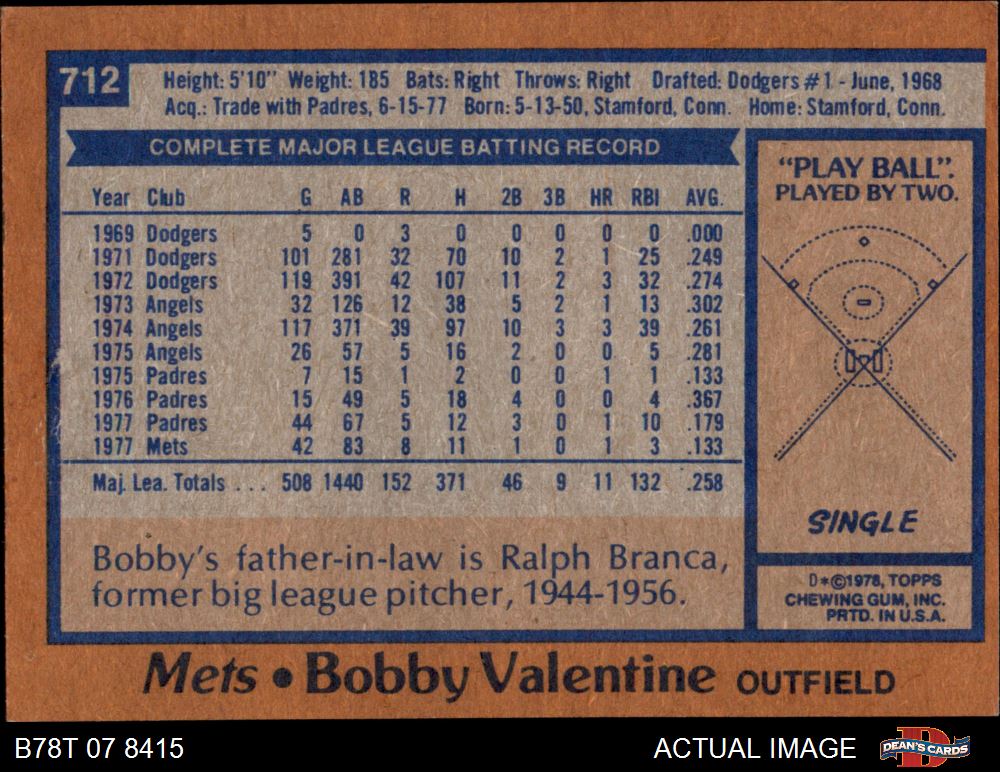 712
Height: 5'10" Weight: 185 Bats: Right Throws: Right Drafted: Dodgers #1 - June, 1968
Acq.: Trade with Padres, 6-15-77 Born: 5-13-50, Stamford, Conn. Home: Stamford, Conn.
COMPLETE MAJOR LEAGUE BATTING RECORD
Year Club G AB R H 2B 3B HR RBI AVG.
1969 Dodgers 5 0 3 0 0 0 0 0 .000
1971 Dodgers 101 281 32 70 10 2 1 25 .249
1972 Dodgers 119 391 42 107 11 2 3 32 .274
1973 Angels 32 126 12 38 5 2 1 13 .302
1974 Angels 117 371 39 97 10 3 3 39 .261
1975 Angels 26 57 5 16 2 0 0 5 .281
1975 Padres 7 15 1 2 0 0 1 1 .133
1976 Padres 15 49 5 18 4 0 0 4 .367
1977 Padres 44 67 5 12 3 0 1 10 .179
1977 Mets 42 83 8 11 1 0 1 3 .133
Maj. Lea. Totals ... 508 1440 152 371 46 9 11 132 .258
Bobby's father-in-law is Ralph Branca,
former big league pitcher, 1944-1956.
"PLAY BALL":
PLAYED BY TWO.
SINGLE
D*©1978, TOPPS
CHEWING GUM, INC.
PRTD. IN U.S.A.
Mets • Bobby Valentine OUTFIELD
B78T 07 8415
ACTUAL IMAGE
D
DEAN'S CARDS